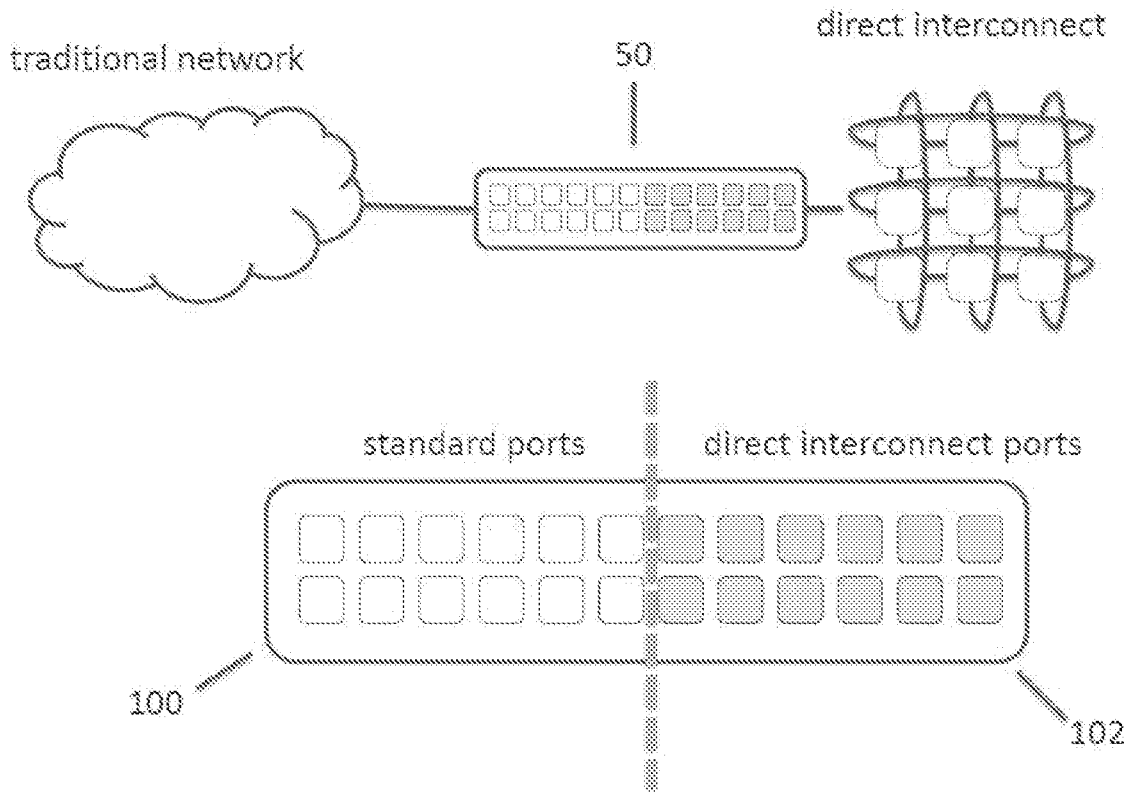 direct interconnect
traditional network
50
standard ports
direct interconnect ports
100
102